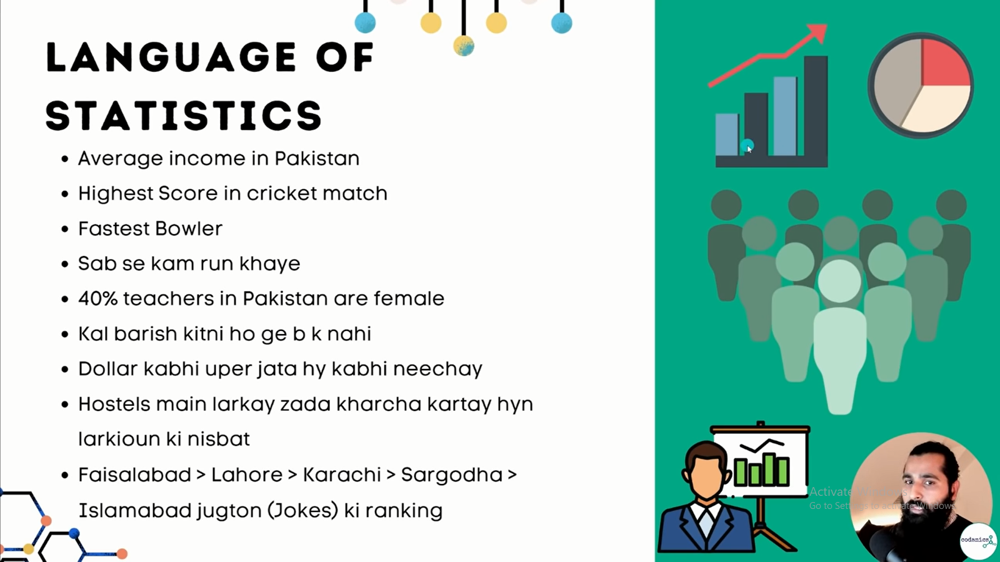 LANGUAGE OF
STATISTICS
• Average income in Pakistan
• Highest Score in cricket match
• Fastest Bowler
• Sab se kam run khaye
• 40% teachers in Pakistan are female
• Kal barish kitni ho ge b k nahi
• Dollar kabhi uper jata hy kabhi neechay
• Hostels main larkay zada kharcha kartay hyn
larkioun ki nisbat
• Faisalabad > Lahore > Karachi > Sargodha >
Islamabad jugton (Jokes) ki ranking
Activate Windows
Go to Settings to activate Windows.
codanics